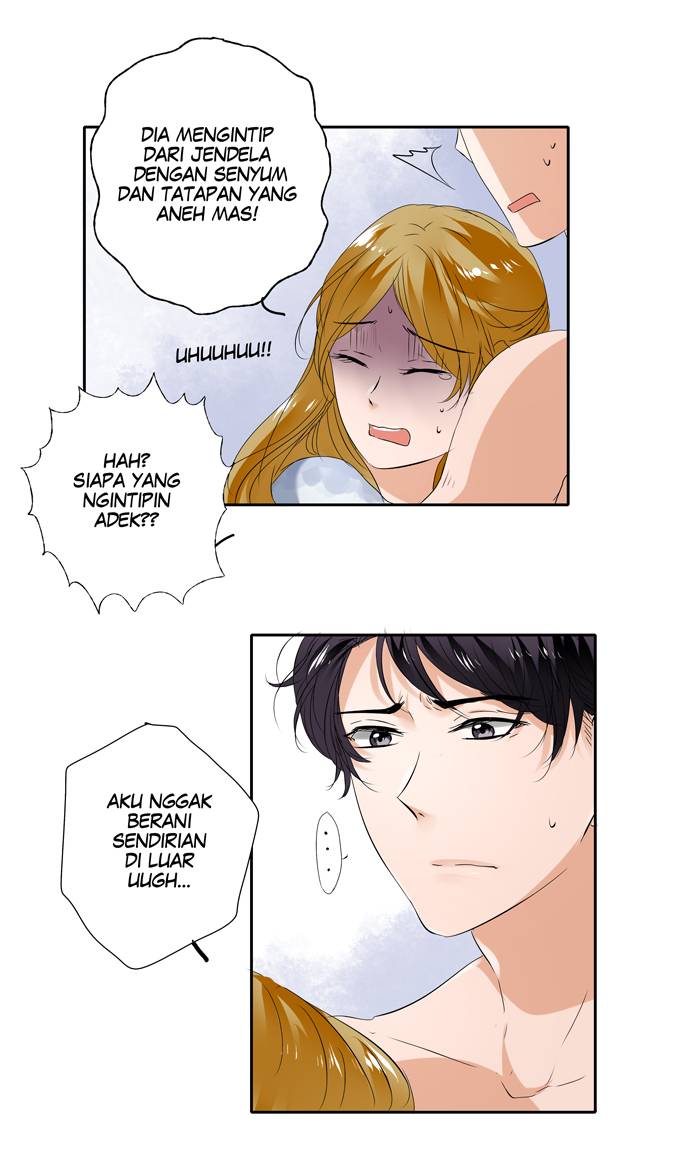 DIA MENGINTIP
DARI JENDELA
DENGAN SENYUM
DAN TATAPAN YANG
ANEH MAS!
UHUUHUU!!
HAH?
SIAPA YANG
NGINTIPIN
ADEK??
...
AKU NGGAK
BERANI
SENDIRIAN
DI LUAR
UUGH...